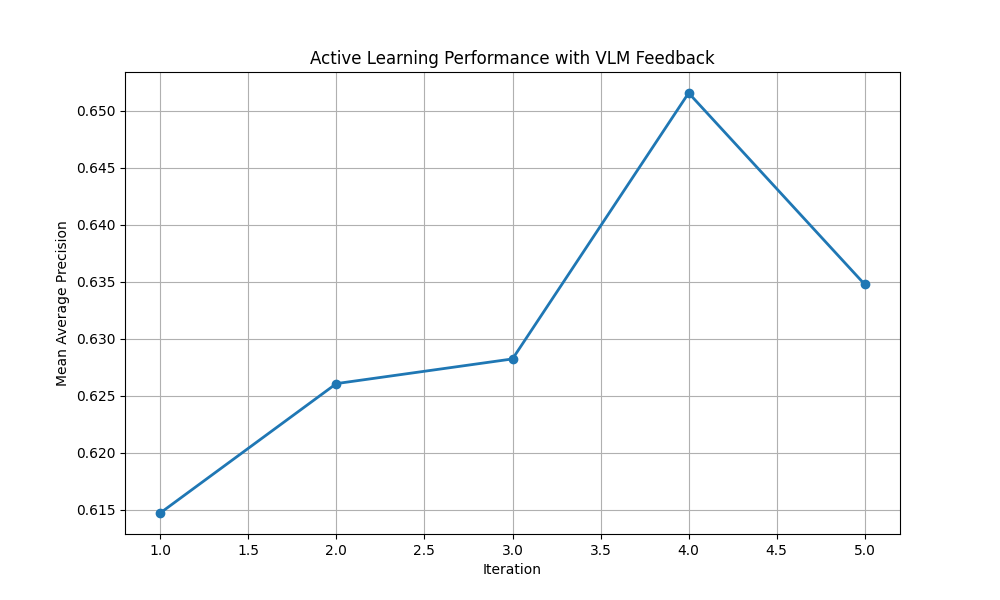 Active Learning Performance with VLM Feedback
0.650
0.645
0.640
0.635
0.630
0.625
0.620
0.615
Mean Average Precision
1.0 1.5 2.0 2.5 3.0 3.5 4.0 4.5 5.0
Iteration